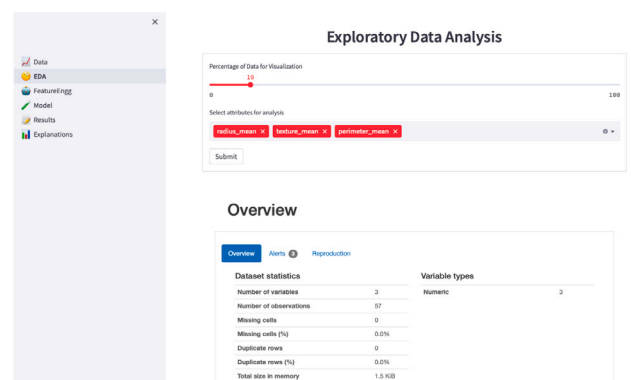 ×
Data
EDA
FeatureEngg
Model
Results
Explanations
Exploratory Data Analysis
Percentage of Data for Visualization
10
0 100
Select attributes for analysis
radius_mean × texture_mean × perimeter_mean ×
Submit
Overview
Overview Alerts 3 Reproduction
Dataset statistics
Number of variables 3
Number of observations 57
Missing cells 0
Missing cells (%) 0.0%
Duplicate rows 0
Duplicate rows (%) 0.0%
Total size in memory 1.5 KiB
Variable types
Numeric 3